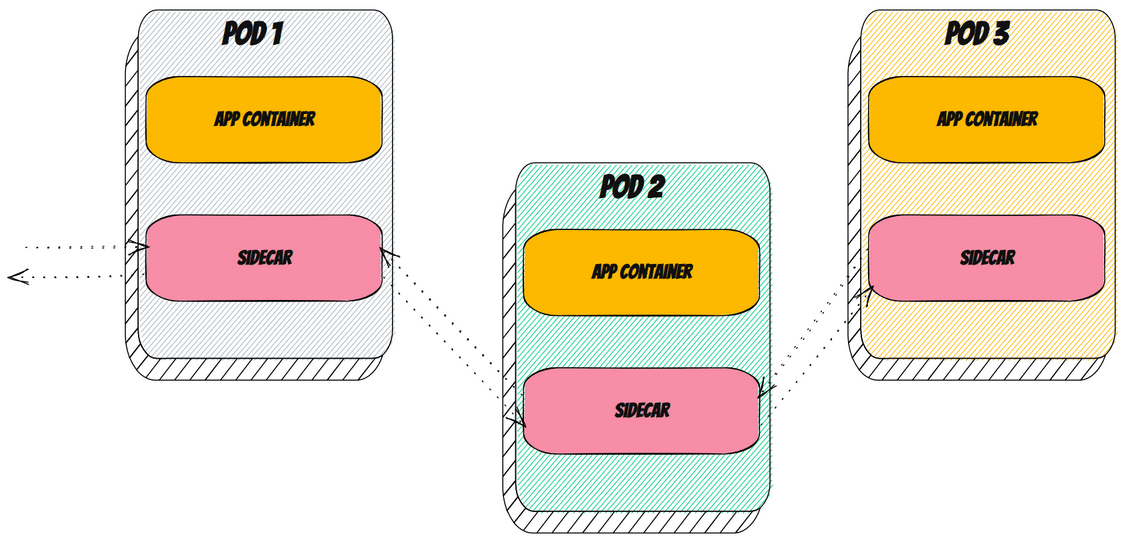 POD 1
APP CONTAINER
SIDECAR
POD 2
APP CONTAINER
SIDECAR
POD 3
APP CONTAINER
SIDECAR